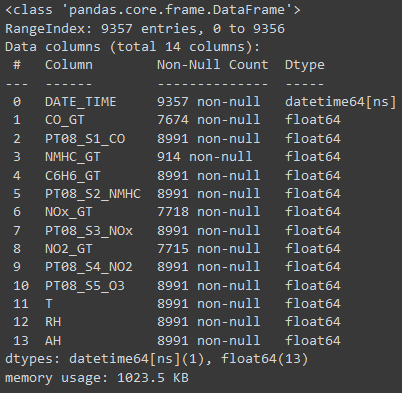 <class 'pandas.core.frame.DataFrame'>
RangeIndex: 9357 entries, 0 to 9356
Data columns (total 14 columns):
 #   Column        Non-Null Count  Dtype
---  ------        --------------  -----
 0   DATE_TIME     9357 non-null   datetime64[ns]
 1   CO_GT         7674 non-null   float64
 2   PT08_S1_CO    8991 non-null   float64
 3   NMHC_GT       914 non-null    float64
 4   C6H6_GT       8991 non-null   float64
 5   PT08_S2_NMHC  8991 non-null   float64
 6   NOx_GT        7718 non-null   float64
 7   PT08_S3_NOx   8991 non-null   float64
 8   NO2_GT        7715 non-null   float64
 9   PT08_S4_NO2   8991 non-null   float64
 10  PT08_S5_O3    8991 non-null   float64
 11  T             8991 non-null   float64
 12  RH            8991 non-null   float64
 13  AH            8991 non-null   float64
dtypes: datetime64[ns](1), float64(13)
memory usage: 1023.5 KB